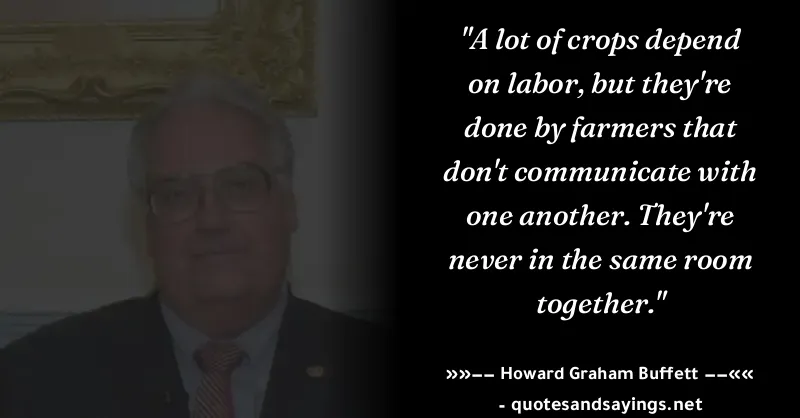 "A lot of crops depend
on labor, but they're
done by farmers that
don't communicate with
one another. They're
never in the same room
together."
»»−− Howard Graham Buffett −−««
- quotesandsayings.net